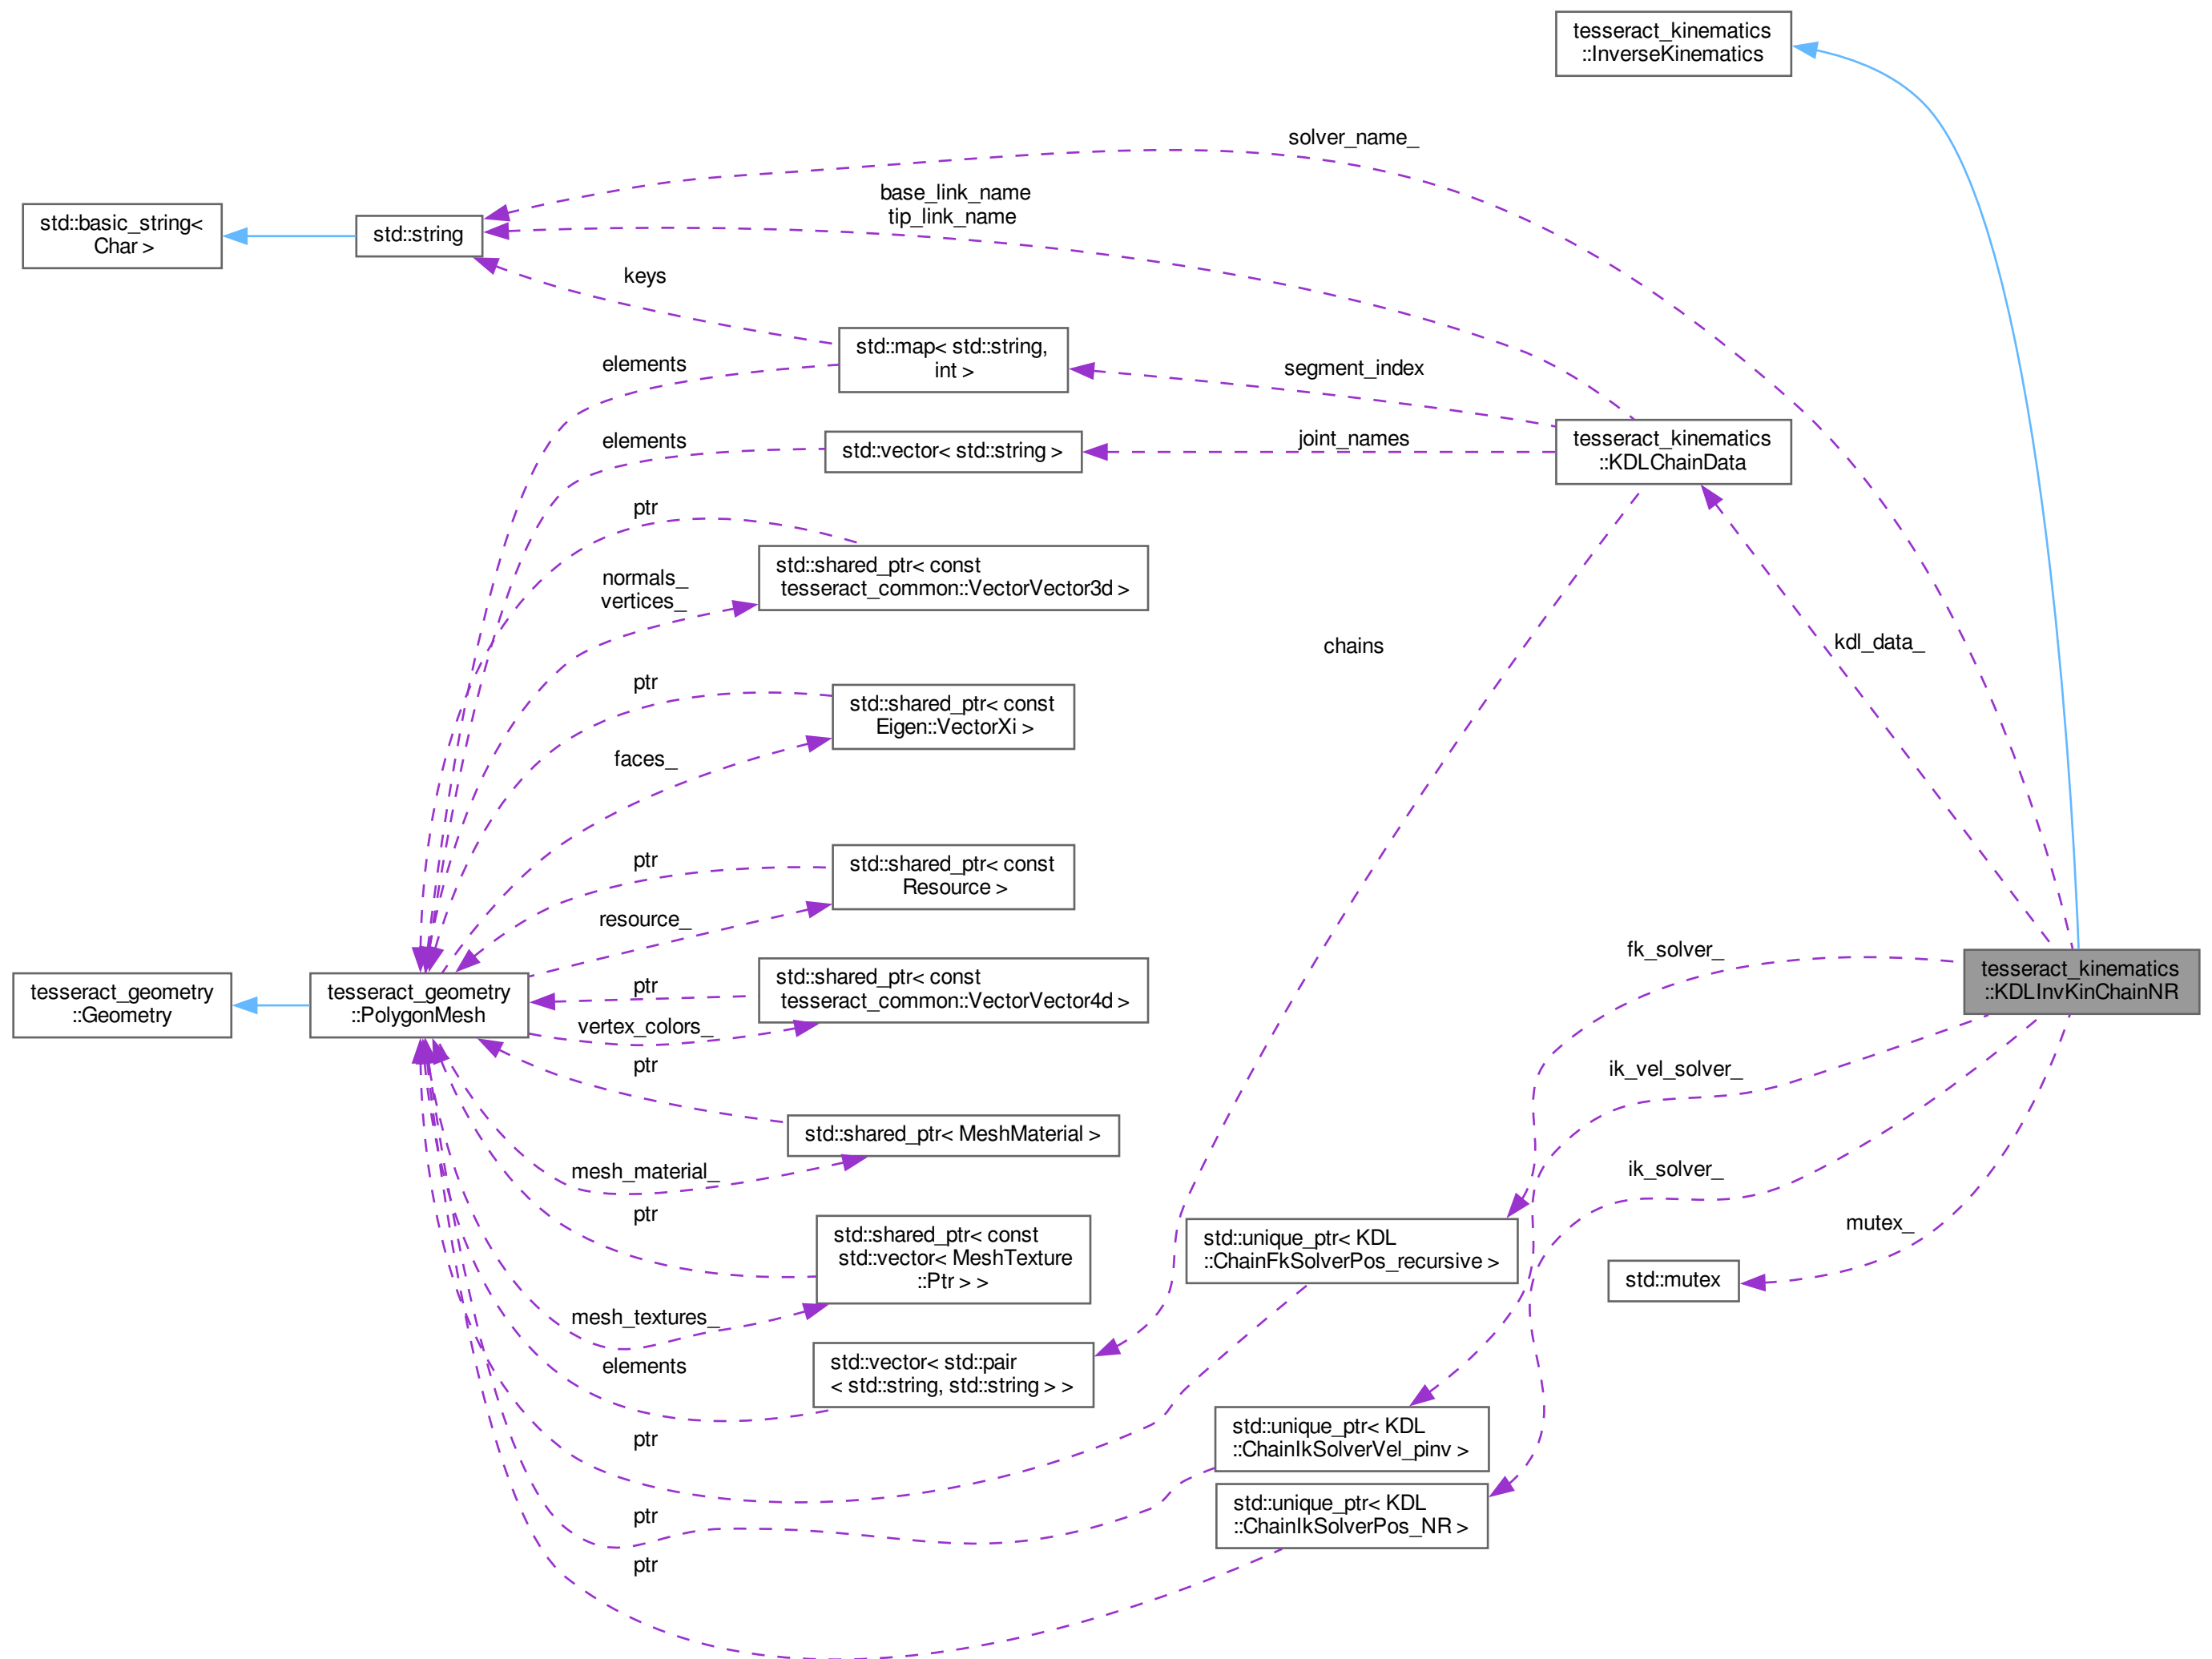 tesseract_kinematics
::InverseKinematics
solver_name_
base_link_name
tip_link_name
std::basic_string<
Char >
std::string
keys
std::map< std::string,
int >
elements
segment_index
tesseract_kinematics
::KDLChainData
joint_names
elements
std::vector< std::string >
ptr
std::shared_ptr< const
tesseract_common::VectorVector3d >
normals_
vertices_
chains
kdl_data_
ptr
std::shared_ptr< const
Eigen::VectorXi >
faces_
ptr
std::shared_ptr< const
Resource >
resource_
fk_solver_
tesseract_kinematics
::KDLInvKinChainNR
tesseract_geometry
::Geometry
tesseract_geometry
::PolygonMesh
ptr
std::shared_ptr< const
tesseract_common::VectorVector4d >
vertex_colors_
ptr
ik_vel_solver_
std::shared_ptr< MeshMaterial >
mesh_material_
ik_solver_
ptr
mutex_
std::shared_ptr< const
std::vector< MeshTexture
::Ptr > >
std::unique_ptr< KDL
::ChainFkSolverPos_recursive >
std::mutex
mesh_textures_
elements
std::vector< std::pair
< std::string, std::string > >
ptr
std::unique_ptr< KDL
::ChainIkSolverVel_pinv >
ptr
std::unique_ptr< KDL
::ChainIkSolverPos_NR >
ptr